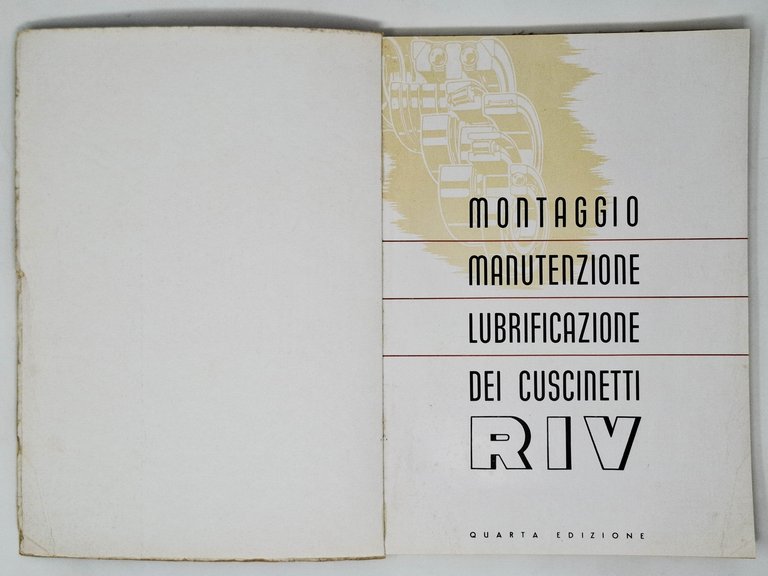 MONTAGGIO
MANUTENZIONE
LUBRIFICAZIONE
DEI CUSCINETTI
RIV
QUARTA EDIZIONE